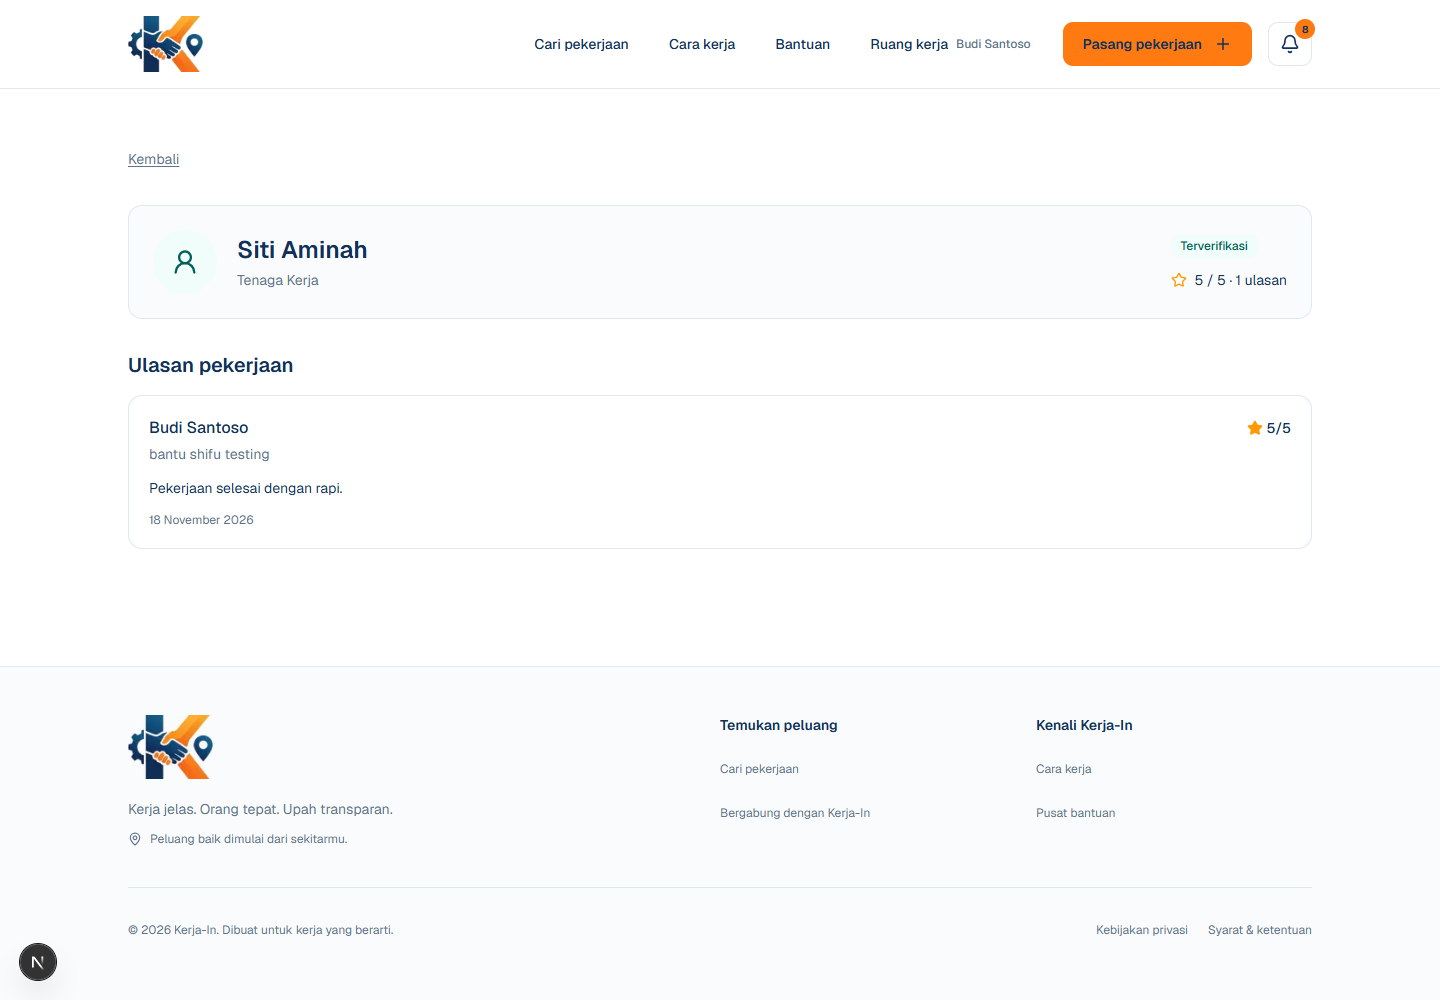 Cari pekerjaan
Cara kerja
Bantuan
Ruang kerja Budi Santoso
Pasang pekerjaan
8
Kembali
Siti Aminah
Tenaga Kerja
Terverifikasi
5 / 5 · 1 ulasan
Ulasan pekerjaan
Budi Santoso
5/5
bantu shifu testing
Pekerjaan selesai dengan rapi.
18 November 2026
Kerja jelas. Orang tepat. Upah transparan.
Peluang baik dimulai dari sekitarmu.
Temukan peluang
Cari pekerjaan
Bergabung dengan Kerja-In
Kenali Kerja-In
Cara kerja
Pusat bantuan
© 2026 Kerja-In. Dibuat untuk kerja yang berarti.
Kebijakan privasi
Syarat & ketentuan
N